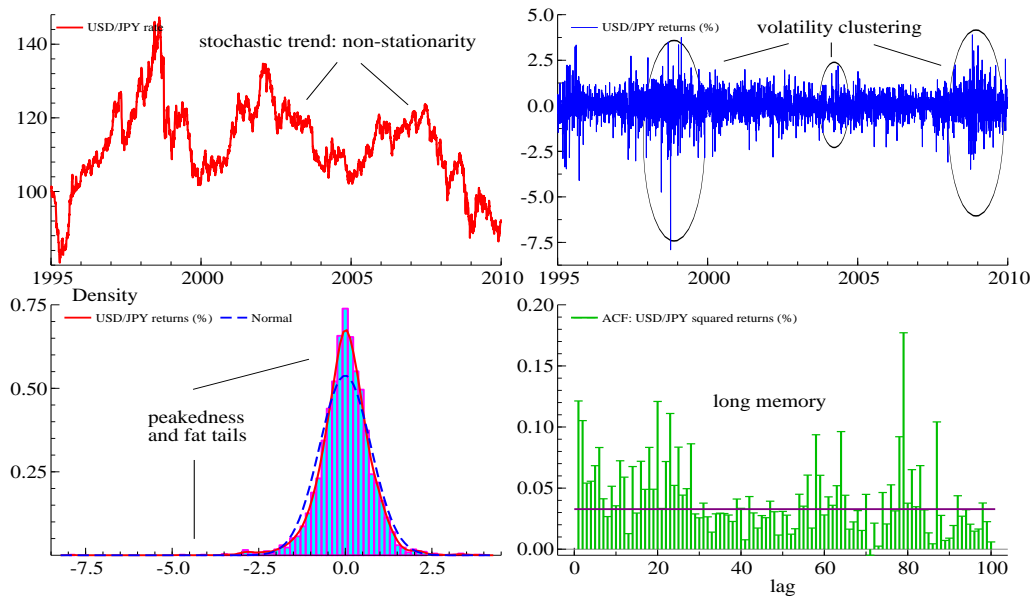 USD/JPY rate
stochastic trend: non-stationarity
140
120
100
1995 2000 2005 2010
USD/JPY returns (%)
volatility clustering
5.0
2.5
0.0
-2.5
-5.0
-7.5
1995 2000 2005 2010
Density
0.75
USD/JPY returns (%) Normal
0.50
peakedness
and fat tails
0.25
-7.5 -5.0 -2.5 0.0 2.5
0.20
ACF: USD/JPY squared returns (%)
0.15
long memory
0.10
0.05
0.00
0 20 40 60 80 100
lag